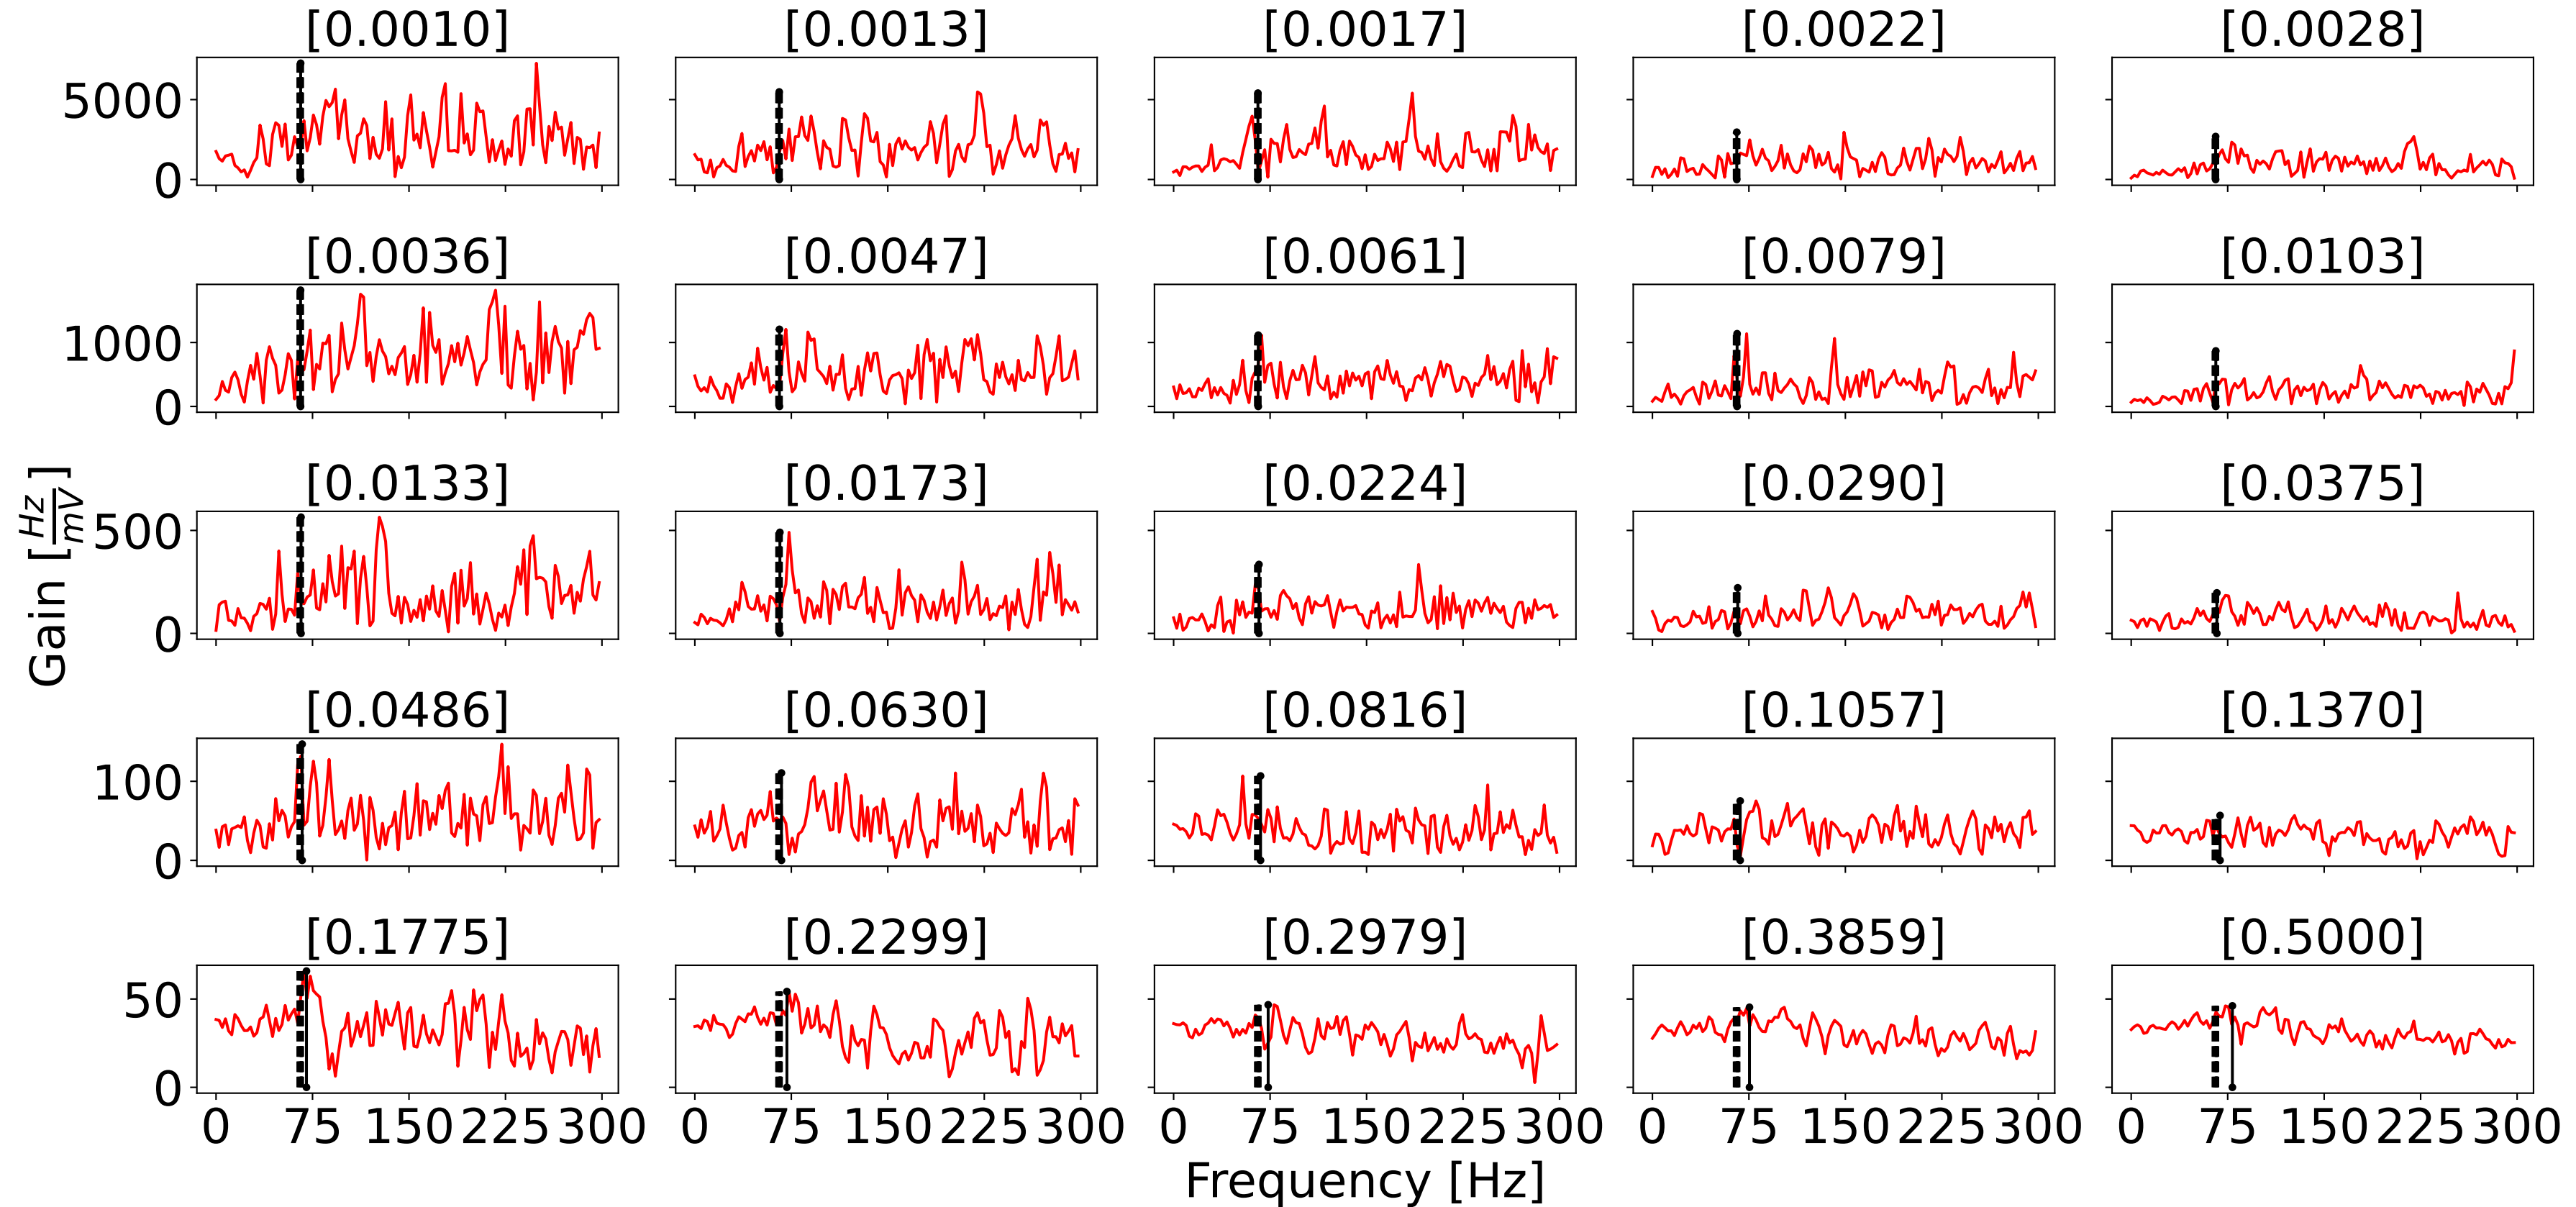 [0.0010] [0.0013] [0.0017] [0.0022] [0.0028]
5000
0
[0.0036] [0.0047] [0.0061] [0.0079] [0.0103]
1000
0
[0.0133] [0.0173] [0.0224] [0.0290] [0.0375]
Gain [Hz/mV]
500
0
[0.0486] [0.0630] [0.0816] [0.1057] [0.1370]
100
0
[0.1775] [0.2299] [0.2979] [0.3859] [0.5000]
50
0
0 75 150 225 300 0 75 150 225 300 0 75 150 225 300 0 75 150 225 300 0 75 150 225 300
Frequency [Hz]